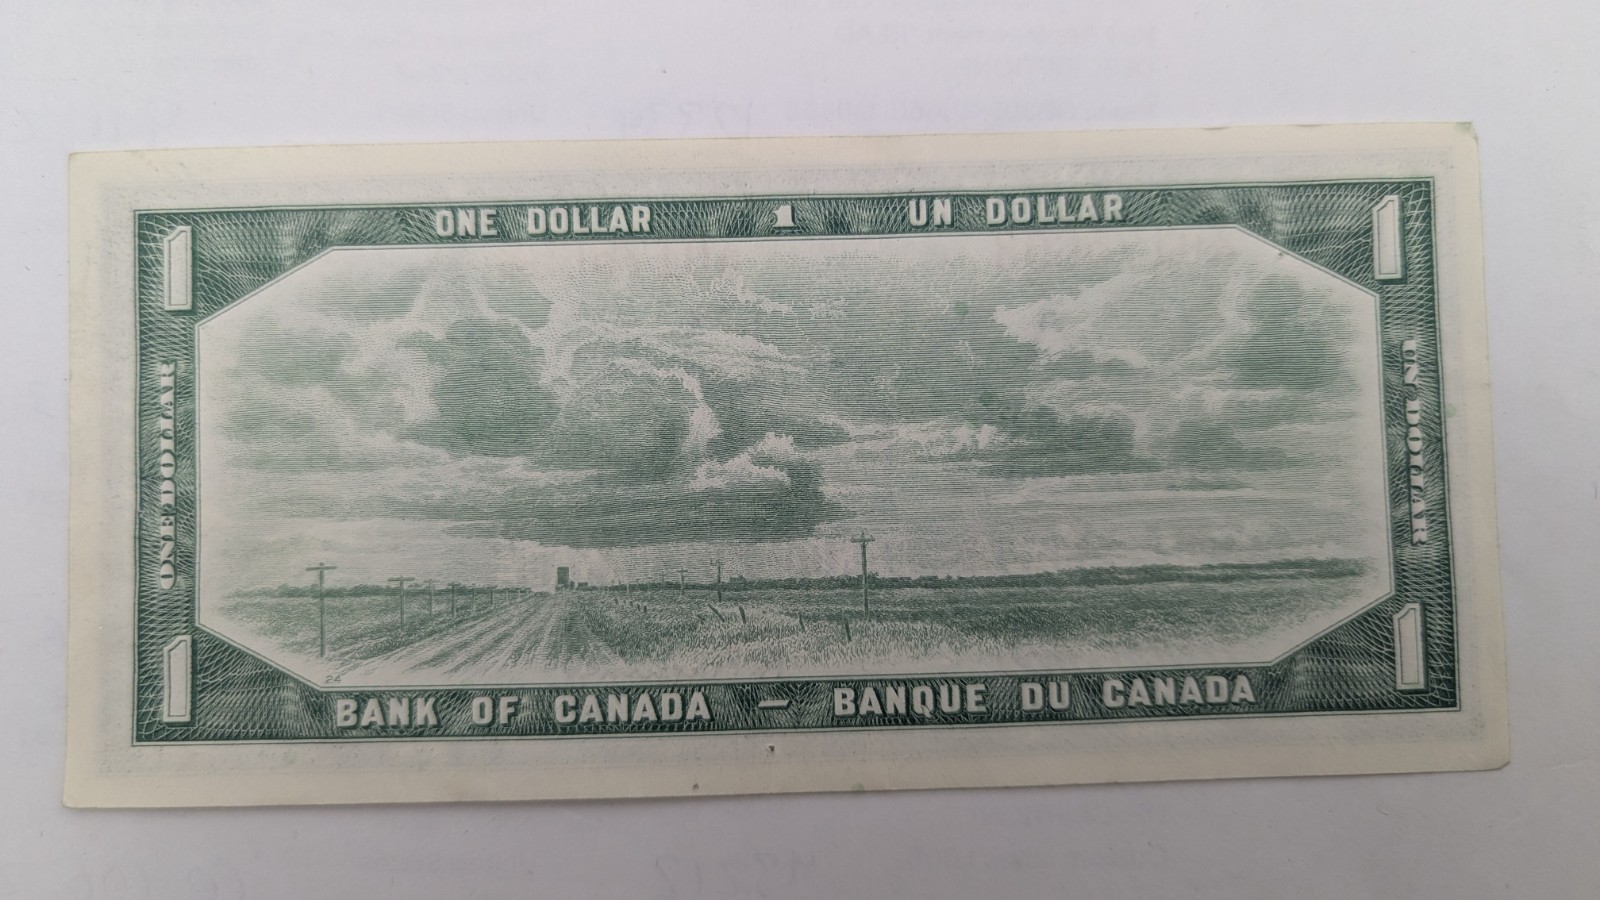 ONE DOLLAR 1 UN DOLLAR
1
1
ONE DOLLAR
UN DOLLAR
1
1
24
BANK OF CANADA — BANQUE DU CANADA